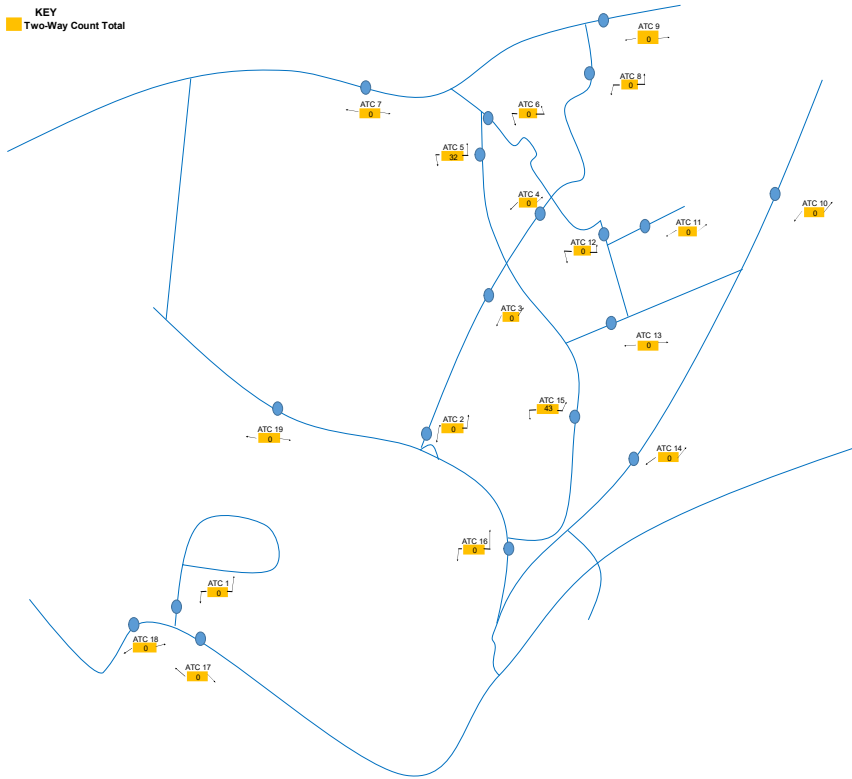 KEY
Two-Way Count Total
ATC 9
0
ATC 8
0
ATC 7
0
ATC 6
0
ATC 5
32
ATC 4
0
ATC 10
0
ATC 11
0
ATC 12
0
ATC 3
0
ATC 13
0
ATC 15
43
ATC 2
0
ATC 19
0
ATC 14
0
ATC 16
0
ATC 1
0
ATC 18
0
ATC 17
0